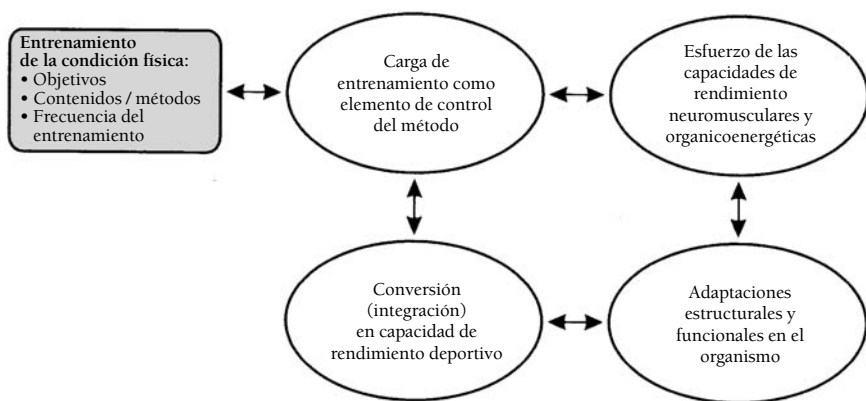 Entrenamiento
de la condición física:
• Objetivos
• Contenidos / métodos
• Frecuencia del
entrenamiento
Carga de
entrenamiento como
elemento de control
del método
Esfuerzo de las
capacidades de
rendimiento
neuromusculares y
organicoenergéticas
Conversión
(integración)
en capacidad de
rendimiento deportivo
Adaptaciones
estructurales y
funcionales en el
organismo